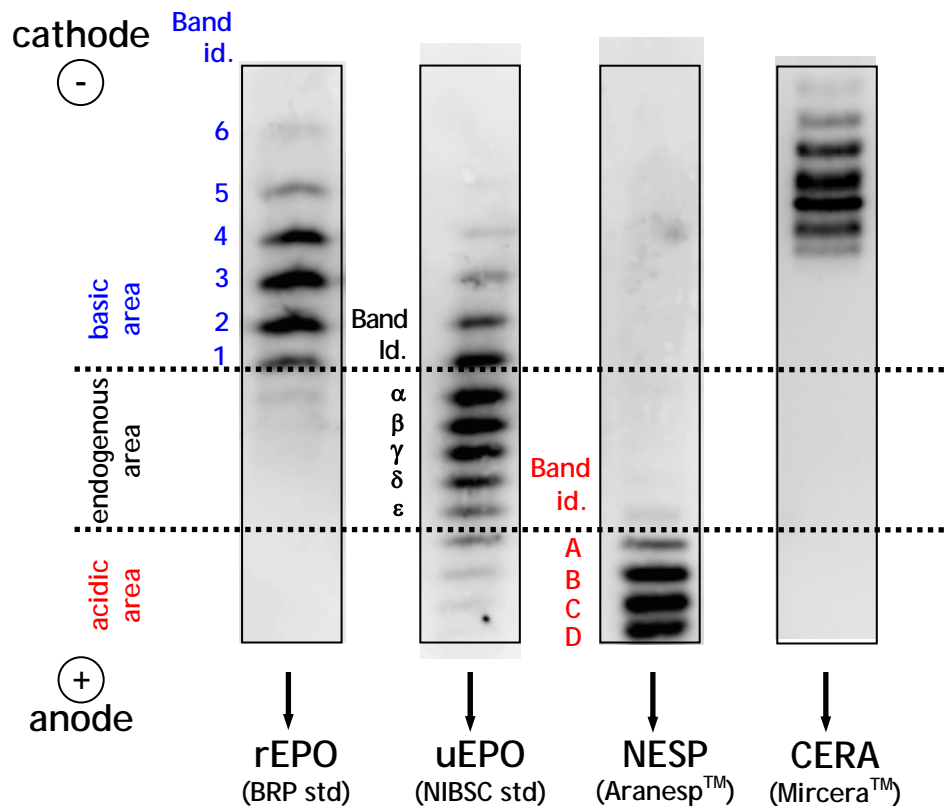 cathode
-
Band
id.
6
5
4
3
2
1
basic
area
Band
Id.
endogenous
area
α
β
γ
δ
ε
Band
id.
acidic
area
A
B
C
D
+
anode
rEPO
(BRP std)
uEPO
(NIBSC std)
NESP
(Aranesp™)
CERA
(Mircera™)